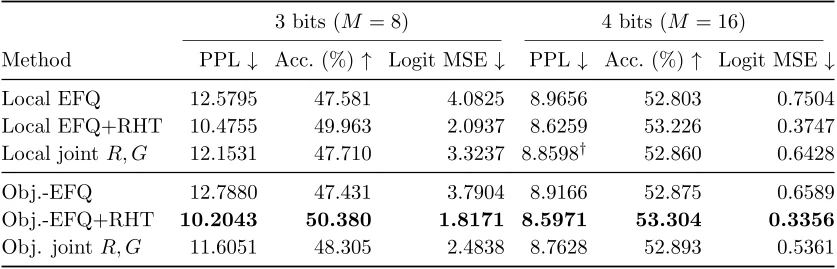 3 bits (M = 8) 4 bits (M = 16)
Method PPL ↓ Acc. (%) ↑ Logit MSE ↓ PPL ↓ Acc. (%) ↑ Logit MSE ↓
Local EFQ 12.5795 47.581 4.0825 8.9656 52.803 0.7504
Local EFQ+RHT 10.4755 49.963 2.0937 8.6259 53.226 0.3747
Local joint R, G 12.1531 47.710 3.3237 8.8598† 52.860 0.6428
Obj.-EFQ 12.7880 47.431 3.7904 8.9166 52.875 0.6589
Obj.-EFQ+RHT 10.2043 50.380 1.8171 8.5971 53.304 0.3356
Obj. joint R, G 11.6051 48.305 2.4838 8.7628 52.893 0.5361